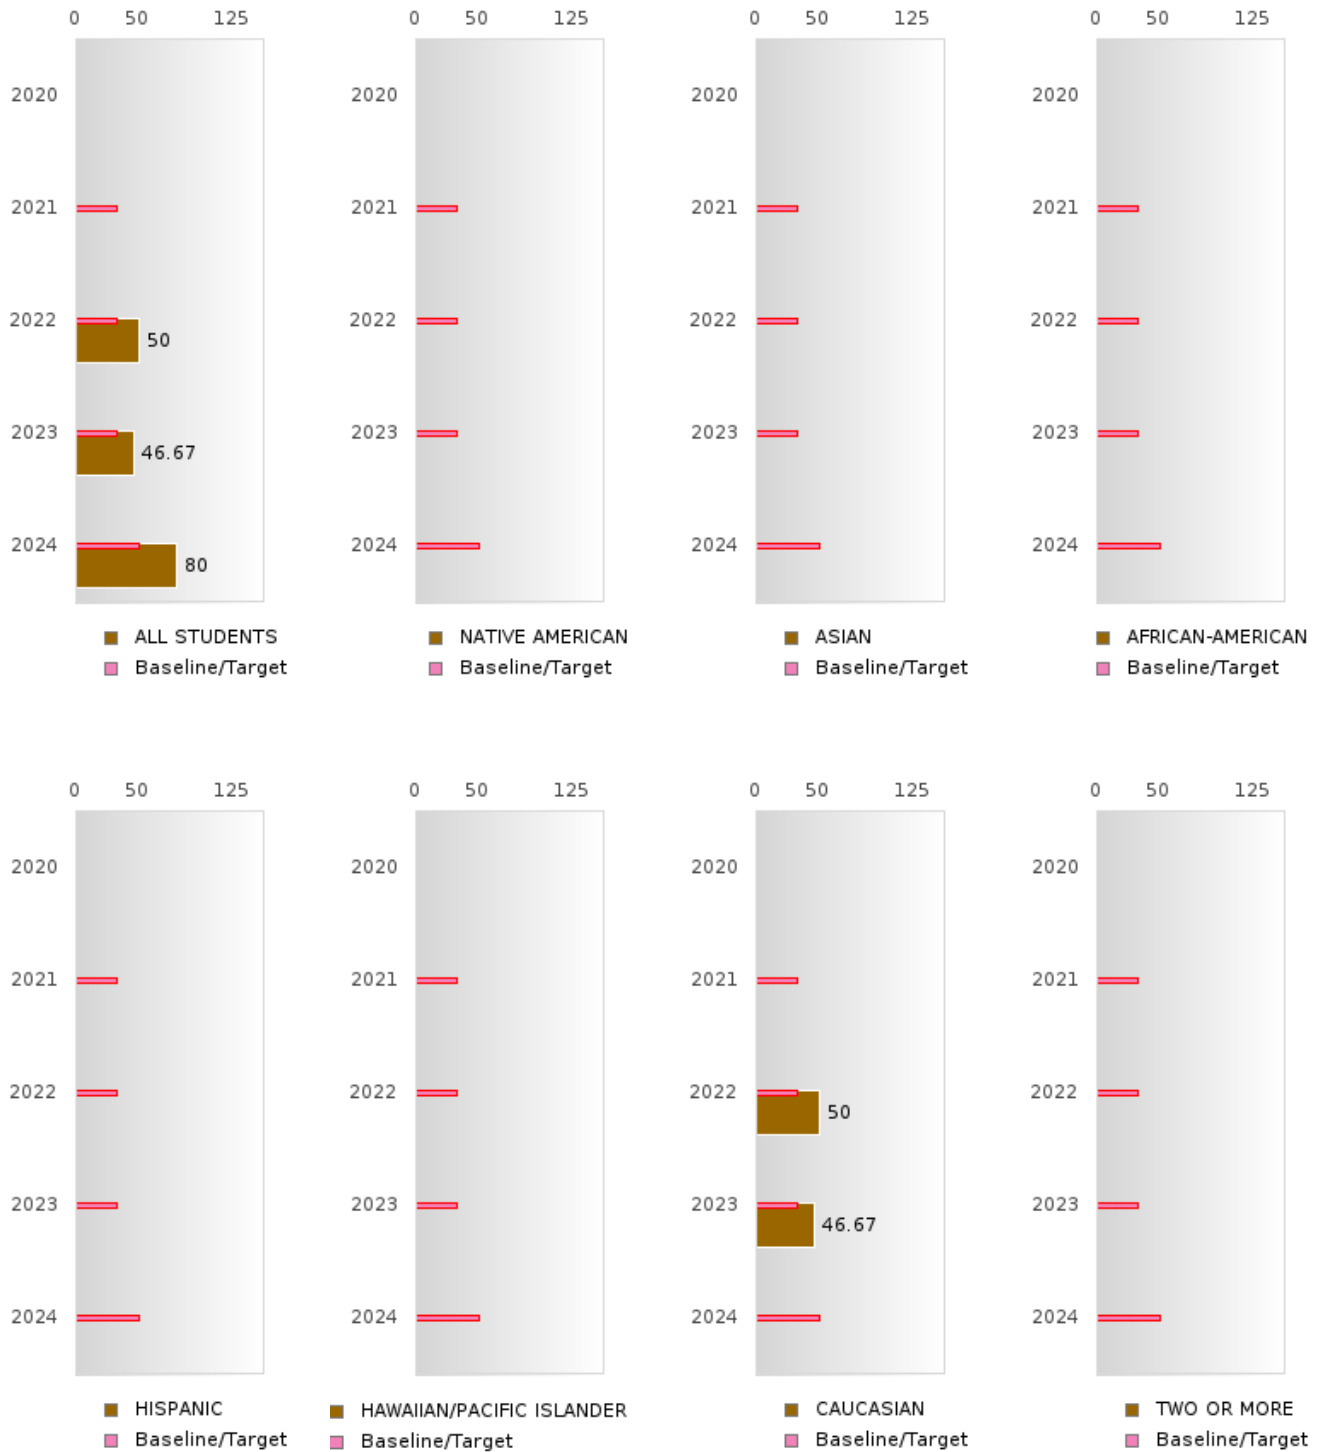 0 50 125 0 50 125 0 50 125 0 50 125
2020 2020 2020 2020
2021 2021 2021 2021
2022 2022 2022 2022
50
2023 2023 2023 2023
46.67
2024 2024 2024 2024
80
ALL STUDENTS NATIVE AMERICAN ASIAN AFRICAN-AMERICAN
Baseline/Target Baseline/Target Baseline/Target Baseline/Target
0 50 125 0 50 125 0 50 125 0 50 125
2020 2020 2020 2020
2021 2021 2021 2021
2022 2022 2022 2022
50
2023 2023 2023 2023
46.67
2024 2024 2024 2024
HISPANIC HAWAIIAN/PACIFIC ISLANDER CAUCASIAN TWO OR MORE
Baseline/Target Baseline/Target Baseline/Target Baseline/Target